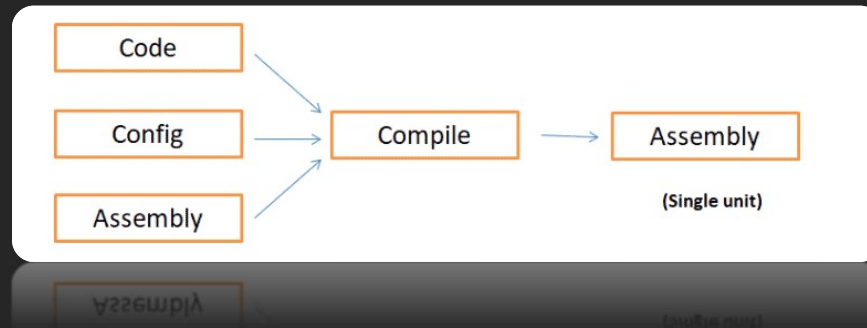 Code
Config
Compile
Assembly
Assembly
(Single unit)